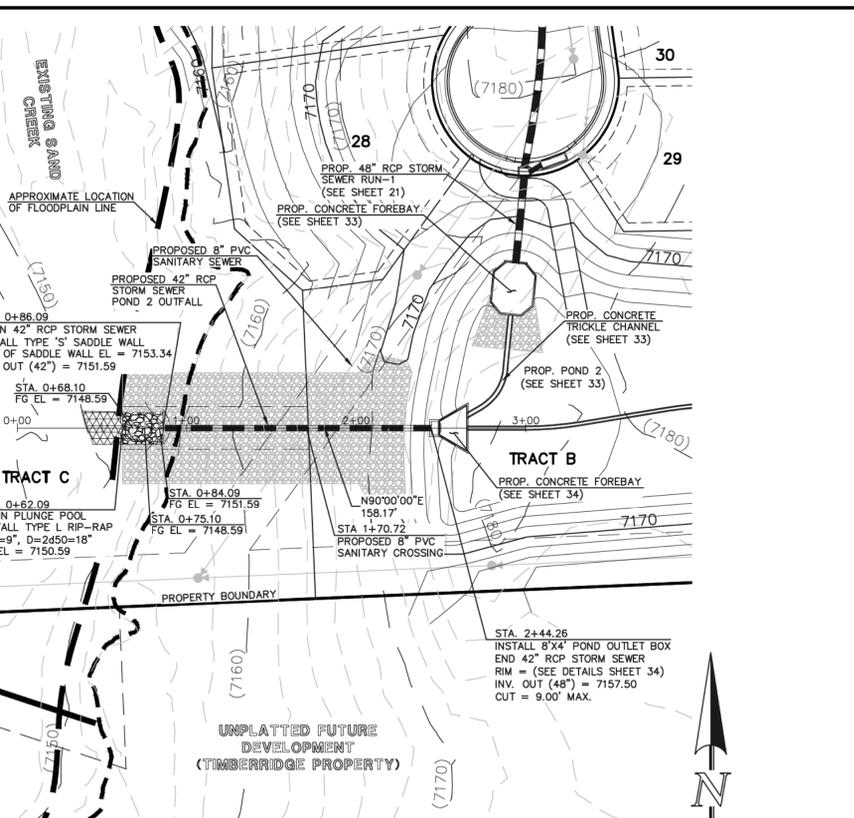 EXISTING SAND
CREEK
7160
(7160)
7170
(7170)
28
(7180)
30
29
PROP. 48" RCP STORM
SEWER RUN-1
(SEE SHEET 21)
PROP. CONCRETE FOREBAY
(SEE SHEET 33)
APPROXIMATE LOCATION
OF FLOODPLAIN LINE
PROPOSED 8" PVC
SANITARY SEWER
PROPOSED 42" RCP
STORM SEWER
POND 2 OUTFALL
(7150)
(7160)
(7170)
7170
7170
PROP. CONCRETE
TRICKLE CHANNEL
(SEE SHEET 33)
PROP. POND 2
(SEE SHEET 33)
0+86.09
N 42" RCP STORM SEWER
ALL TYPE 'S' SADDLE WALL
OF SADDLE WALL EL = 7153.34
OUT (42") = 7151.59
STA. 0+68.10
FG EL = 7148.59
0+00
1+00
2+00
3+00
(7180)
TRACT C
TRACT B
PROP. CONCRETE FOREBAY
(SEE SHEET 34)
0+62.09
N PLUNGE POOL
ALL TYPE L RIP-RAP
=9", D=2d50=18"
EL = 7150.59
STA. 0+84.09
FG EL = 7151.59
STA. 0+75.10
FG EL = 7148.59
N90°00'00"E
158.17'
STA 1+70.72
PROPOSED 8" PVC
SANITARY CROSSING
(7180)
7170
PROPERTY BOUNDARY
STA. 2+44.26
INSTALL 8'X4' POND OUTLET BOX
END 42" RCP STORM SEWER
RIM = (SEE DETAILS SHEET 34)
INV. OUT (48") = 7157.50
CUT = 9.00' MAX.
(7160)
(7150)
UNPLATTED FUTURE
DEVELOPMENT
(TIMBERRIDGE PROPERTY)
(7170)
N